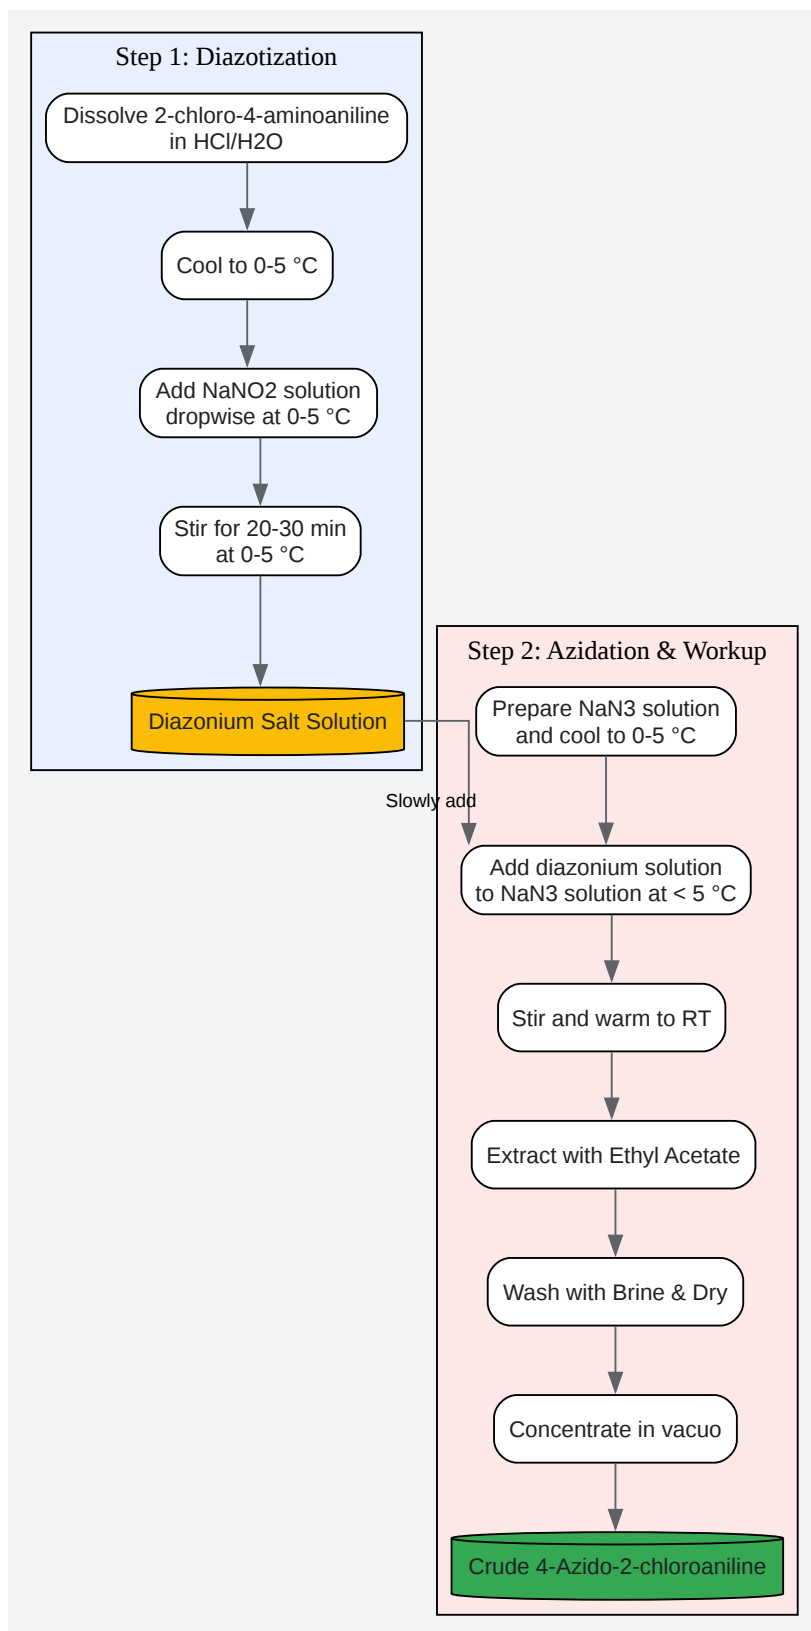 Step 1: Diazotization
Dissolve 2-chloro-4-aminoaniline
in HCl/H2O
Cool to 0-5 °C
Add NaNO2 solution
dropwise at 0-5 °C
Stir for 20-30 min
at 0-5 °C
Diazonium Salt Solution
Slowly add
Step 2: Azidation & Workup
Prepare NaN3 solution
and cool to 0-5 °C
Add diazonium solution
to NaN3 solution at < 5 °C
Stir and warm to RT
Extract with Ethyl Acetate
Wash with Brine & Dry
Concentrate in vacuo
Crude 4-Azido-2-chloroaniline